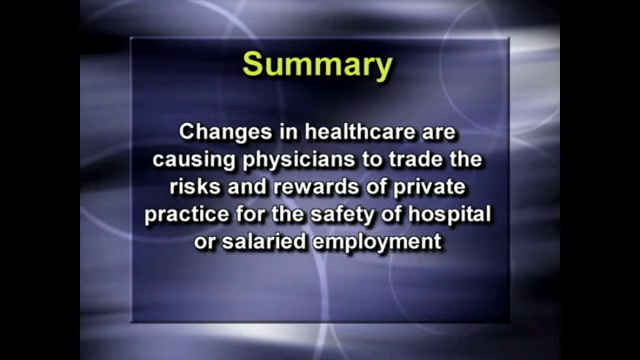 Summary
Changes in healthcare are
causing physicians to trade the
risks and rewards of private
practice for the safety of hospital
or salaried employment